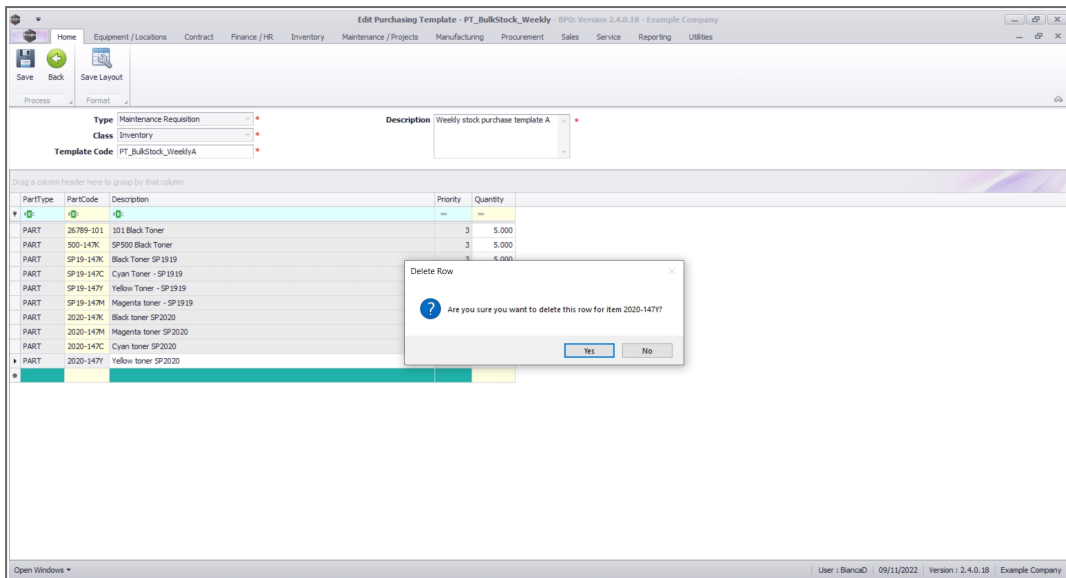 Edit Purchasing Template - PT_BulkStock_Weekly - BPO: Version 2.4.0.18 - Example Company
Home Equipment / Locations Contract Finance / HR Inventory Maintenance / Projects Manufacturing Procurement Sales Service Reporting Utilities
Save Back Save Layout
Process Format
Type Maintenance Requisition * Description Weekly stock purchase template A *
Class Inventory *
Template Code PT_BulkStock_WeeklyA *
Drag a column header here to group by that column
PartType PartCode Description Priority Quantity
PART 26789-101 101 Black Toner 3 5.000
PART 500-147K SP500 Black Toner 3 5.000
PART SP19-147K Black Toner SP1919 3 5.000
PART SP19-147C Cyan Toner - SP1919
PART SP19-147Y Yellow Toner - SP1919
PART SP19-147M Magenta toner - SP1919
PART 2020-147K Black toner SP2020
PART 2020-147M Magenta toner SP2020
PART 2020-147C Cyan toner SP2020
PART 2020-147Y Yellow toner SP2020
Delete Row
Are you sure you want to delete this row for item 2020-147Y?
Yes No
Open Windows User : BiancaD 09/11/2022 Version : 2.4.0.18 Example Company